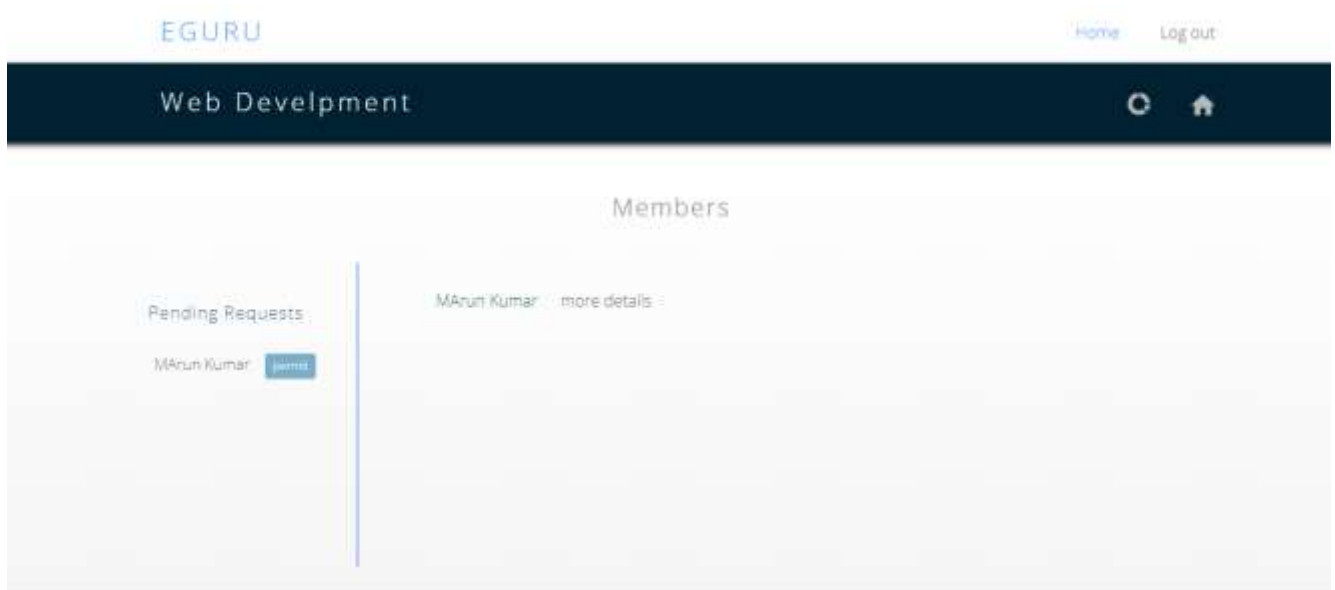 EGURU
Home Log out
Web Develpment
Members
Pending Requests
MArun Kumar permit
MArun Kumar more details